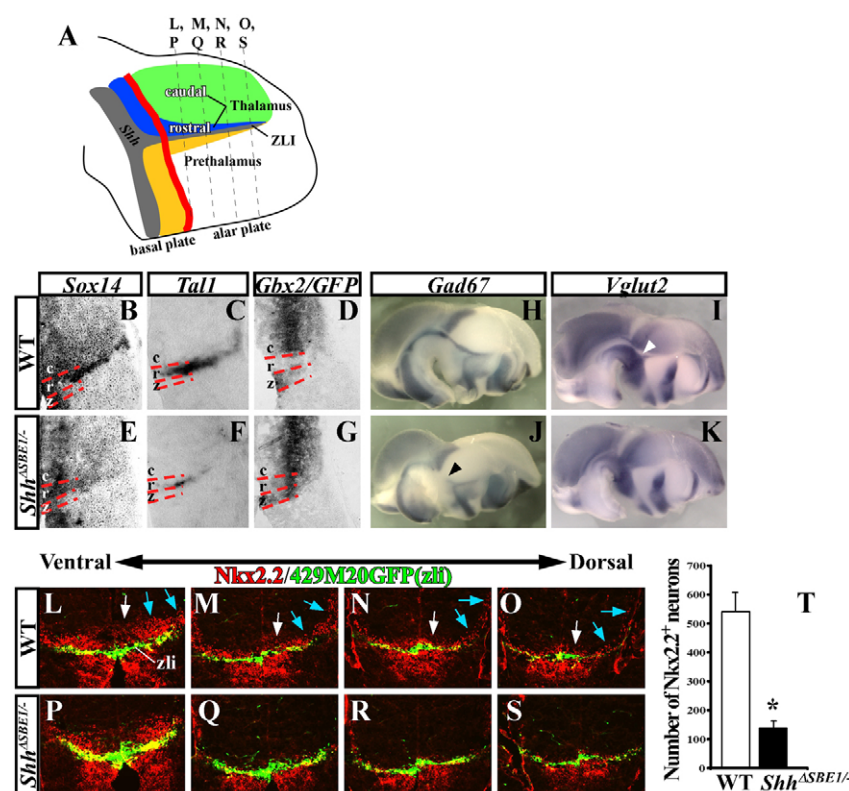 A
L, M, N, O,
P Q R S
caudal
Thalamus
rostral
Shh
ZLI
Prethalamus
basal plate
alar plate
Sox14 Tal1 Gbx2/GFP Gad67 Vglut2
WT
B C D H I
c c c
r r r
z z z
Shh^ΔSBE1/-
E F G J K
c c c
r r r
z z z
Ventral Dorsal
Nkx2.2/429M20GFP(zli)
WT
L M N O
zli
Shh^ΔSBE1/-
P Q R S
T
Number of Nkx2.2+ neurons
700
600
500
400
300
200
100
0
*
WT Shh^ΔSBE1/-